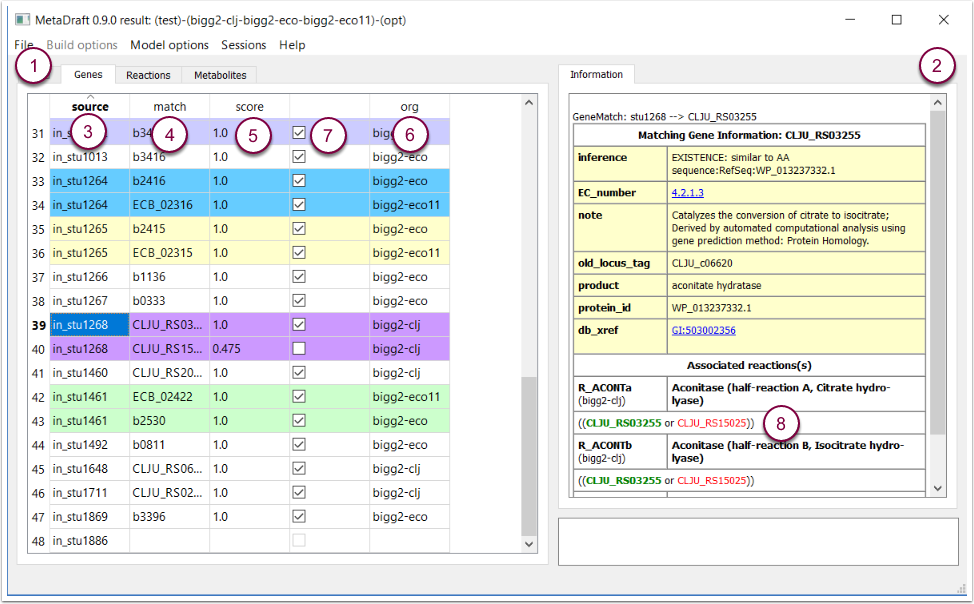 MetaDraft 0.9.0 result: (test)-(bigg2-clj-bigg2-eco-bigg2-eco11)-(opt)
File Build options Model options Sessions Help
1 Genes Reactions Metabolites
source match score org
31 in_ 3 b34 4 1.0 5 7 bigg 6
32 in_stu1013 b3416 1.0 bigg2-eco
33 in_stu1264 b2416 1.0 bigg2-eco
34 in_stu1264 ECB_02316 1.0 bigg2-eco11
35 in_stu1265 b2415 1.0 bigg2-eco
36 in_stu1265 ECB_02315 1.0 bigg2-eco11
37 in_stu1266 b1136 1.0 bigg2-eco
38 in_stu1267 b0333 1.0 bigg2-eco
39 in_stu1268 CLJU_RS03... 1.0 bigg2-clj
40 in_stu1268 CLJU_RS15... 0.475 bigg2-clj
41 in_stu1460 CLJU_RS20... 1.0 bigg2-clj
42 in_stu1461 ECB_02422 1.0 bigg2-eco11
43 in_stu1461 b2530 1.0 bigg2-eco
44 in_stu1492 b0811 1.0 bigg2-eco
45 in_stu1648 CLJU_RS06... 1.0 bigg2-clj
46 in_stu1711 CLJU_RS02... 1.0 bigg2-clj
47 in_stu1869 b3396 1.0 bigg2-eco
48 in_stu1886
Information 2
GeneMatch: stu1268 --> CLJU_RS03255
Matching Gene Information: CLJU_RS03255
inference EXISTENCE: similar to AA
sequence:RefSeq:WP_013237332.1
EC_number 4.2.1.3
note Catalyzes the conversion of citrate to isocitrate;
Derived by automated computational analysis using
gene prediction method: Protein Homology.
old_locus_tag CLJU_c06620
product aconitate hydratase
protein_id WP_013237332.1
db_xref GI:503002356
Associated reactions(s)
R_ACONTa Aconitase (half-reaction A, Citrate hydro-
(bigg2-clj) lyase)
((CLJU_RS03255 or CLJU_RS15025)) 8
R_ACONTb Aconitase (half-reaction B, Isocitrate hydro-
(bigg2-clj) lyase)
((CLJU_RS03255 or CLJU_RS15025))